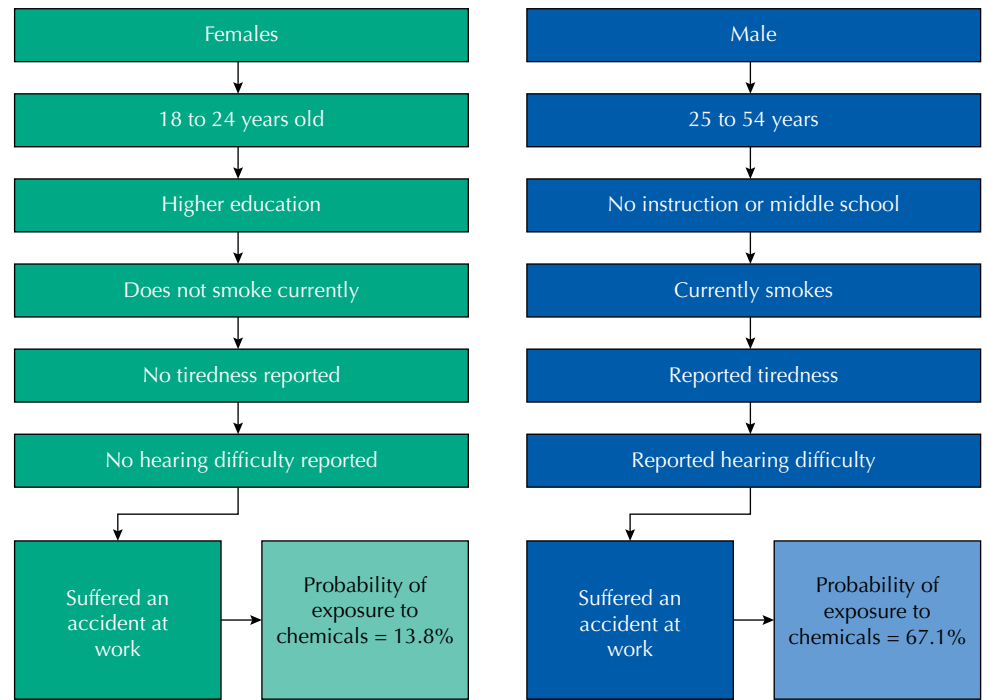 Females
18 to 24 years old
Higher education
Does not smoke currently
No tiredness reported
No hearing difficulty reported
Suffered an
accident at
work
Probability of
exposure to
chemicals = 13.8%
Male
25 to 54 years
No instruction or middle school
Currently smokes
Reported tiredness
Reported hearing difficulty
Suffered an
accident at
work
Probability of
exposure to
chemicals = 67.1%